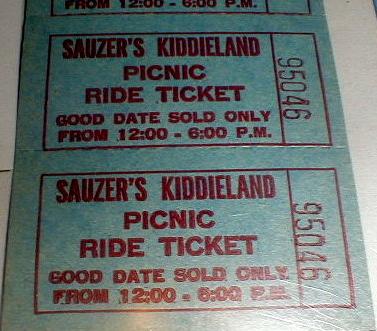 FROM 12:00 - 6:00 P.M.
SAUZER'S KIDDIELAND
PICNIC
RIDE TICKET
GOOD DATE SOLD ONLY
FROM 12:00 - 6:00 P.M.
95046
SAUZER'S KIDDIELAND
PICNIC
RIDE TICKET
GOOD DATE SOLD ONLY
FROM 12:00 - 6:00 P.M.
95046